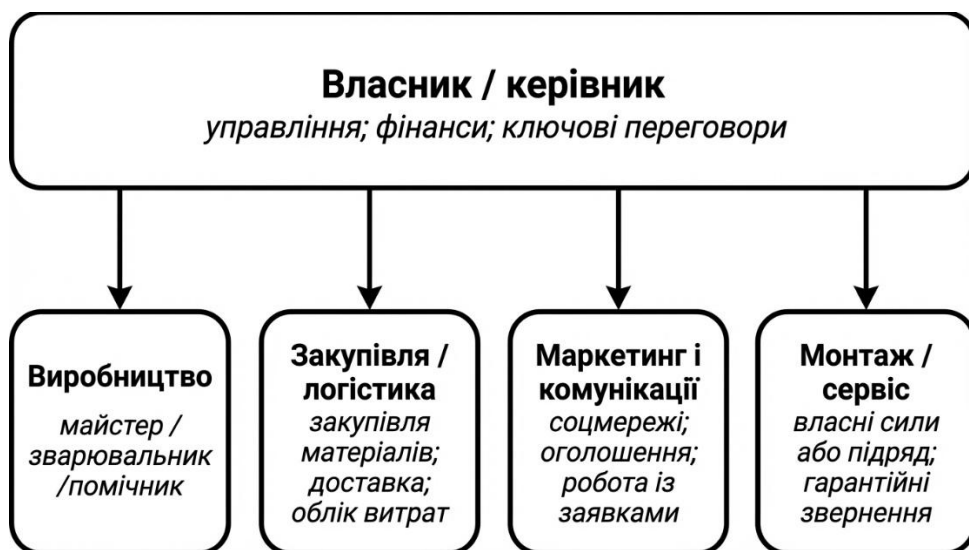 Власник / керівник
управління; фінанси; ключові переговори
Виробництво
майстер /
зварювальник
/помічник
Закупівля /
логістика
закупівля
матеріалів;
доставка;
облік витрат
Маркетинг і
комунікації
соцмережі;
оголошення;
робота із
заявками
Монтаж /
сервіс
власні сили
або підряд;
гарантійні
звернення